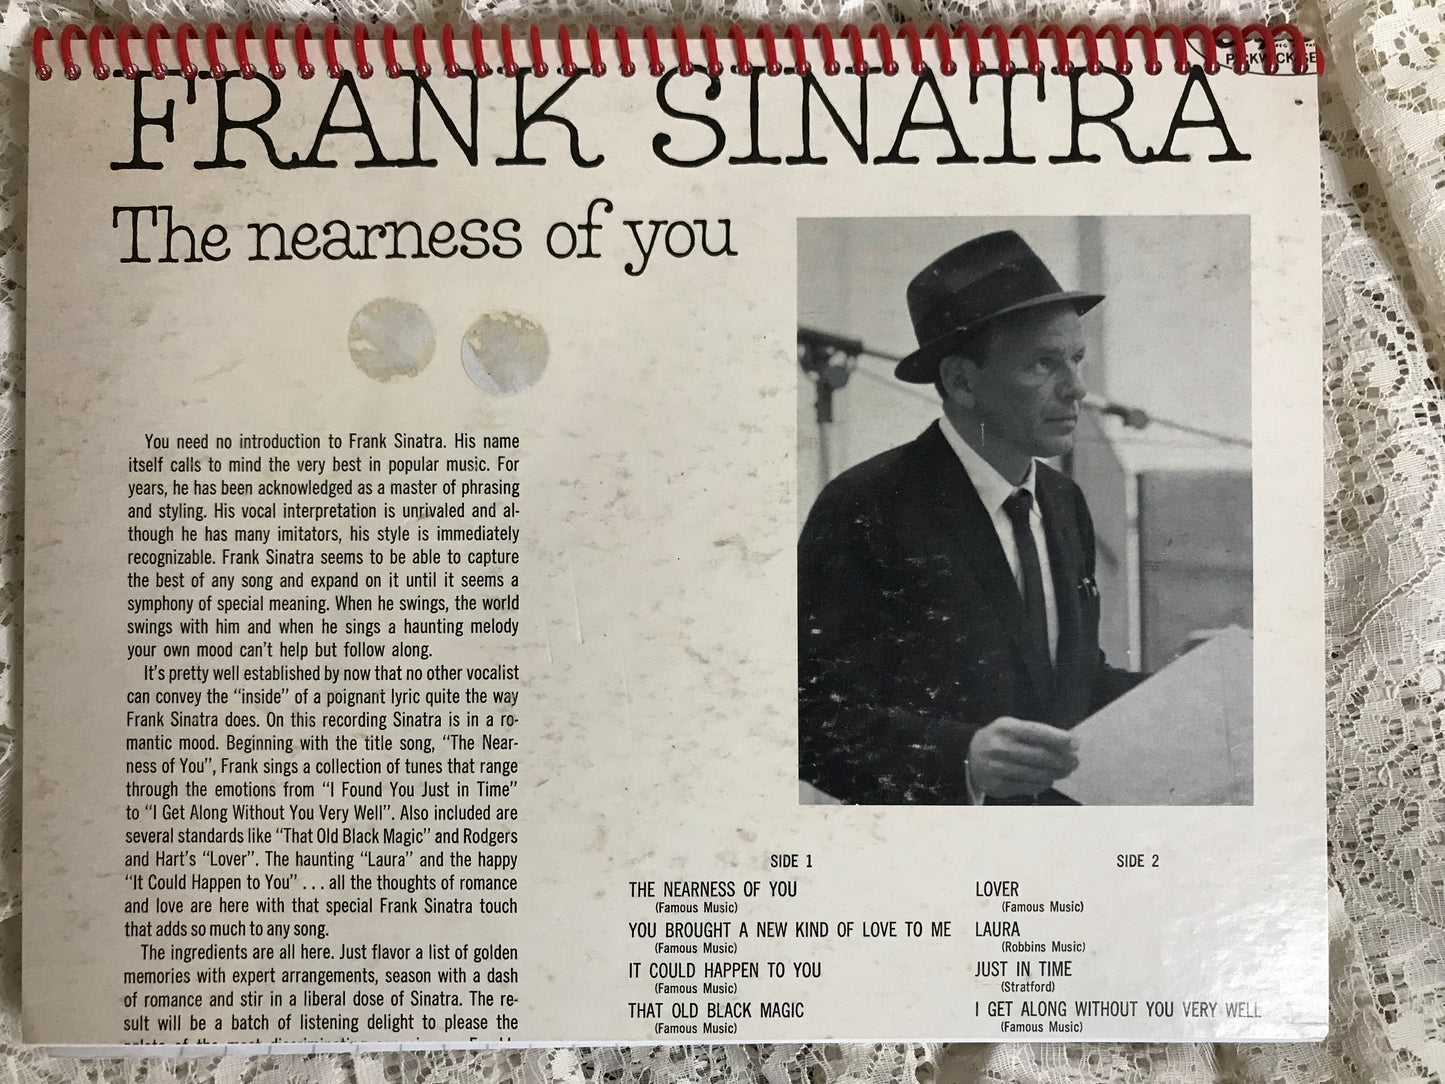 PICKWICK
FRANK SINATRA
The nearness of you
You need no introduction to Frank Sinatra. His name
itself calls to mind the very best in popular music. For
years, he has been acknowledged as a master of phrasing
and styling. His vocal interpretation is unrivaled and al-
though he has many imitators, his style is immediately
recognizable. Frank Sinatra seems to be able to capture
the best of any song and expand on it until it seems a
symphony of special meaning. When he swings, the world
swings with him and when he sings a haunting melody
your own mood can't help but follow along.
It's pretty well established by now that no other vocalist
can convey the "inside" of a poignant lyric quite the way
Frank Sinatra does. On this recording Sinatra is in a ro-
mantic mood. Beginning with the title song, "The Near-
ness of You", Frank sings a collection of tunes that range
through the emotions from "I Found You Just in Time"
to "I Get Along Without You Very Well". Also included are
several standards like "That Old Black Magic" and Rodgers
and Hart's "Lover". The haunting "Laura" and the happy
"It Could Happen to You" . . . all the thoughts of romance
and love are here with that special Frank Sinatra touch
that adds so much to any song.
The ingredients are all here. Just flavor a list of golden
memories with expert arrangements, season with a dash
of romance and stir in a liberal dose of Sinatra. The re-
sult will be a batch of listening delight to please the
SIDE 1
THE NEARNESS OF YOU
(Famous Music)
YOU BROUGHT A NEW KIND OF LOVE TO ME
(Famous Music)
IT COULD HAPPEN TO YOU
(Famous Music)
THAT OLD BLACK MAGIC
(Famous Music)
SIDE 2
LOVER
(Famous Music)
LAURA
(Robbins Music)
JUST IN TIME
(Stratford)
I GET ALONG WITHOUT YOU VERY WELL
(Famous Music)